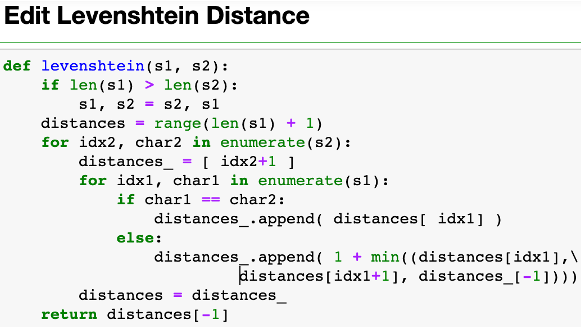 Edit Levenshtein Distance
def levenshtein(s1, s2):
    if len(s1) > len(s2):
        s1, s2 = s2, s1
    distances = range(len(s1) + 1)
    for idx2, char2 in enumerate(s2):
        distances_ = [ idx2+1 ]
        for idx1, char1 in enumerate(s1):
            if char1 == char2:
                distances_.append( distances[ idx1] )
            else:
                distances_.append( 1 + min((distances[idx1],\
                         distances[idx1+1], distances_[-1])))
        distances = distances_
    return distances[-1]